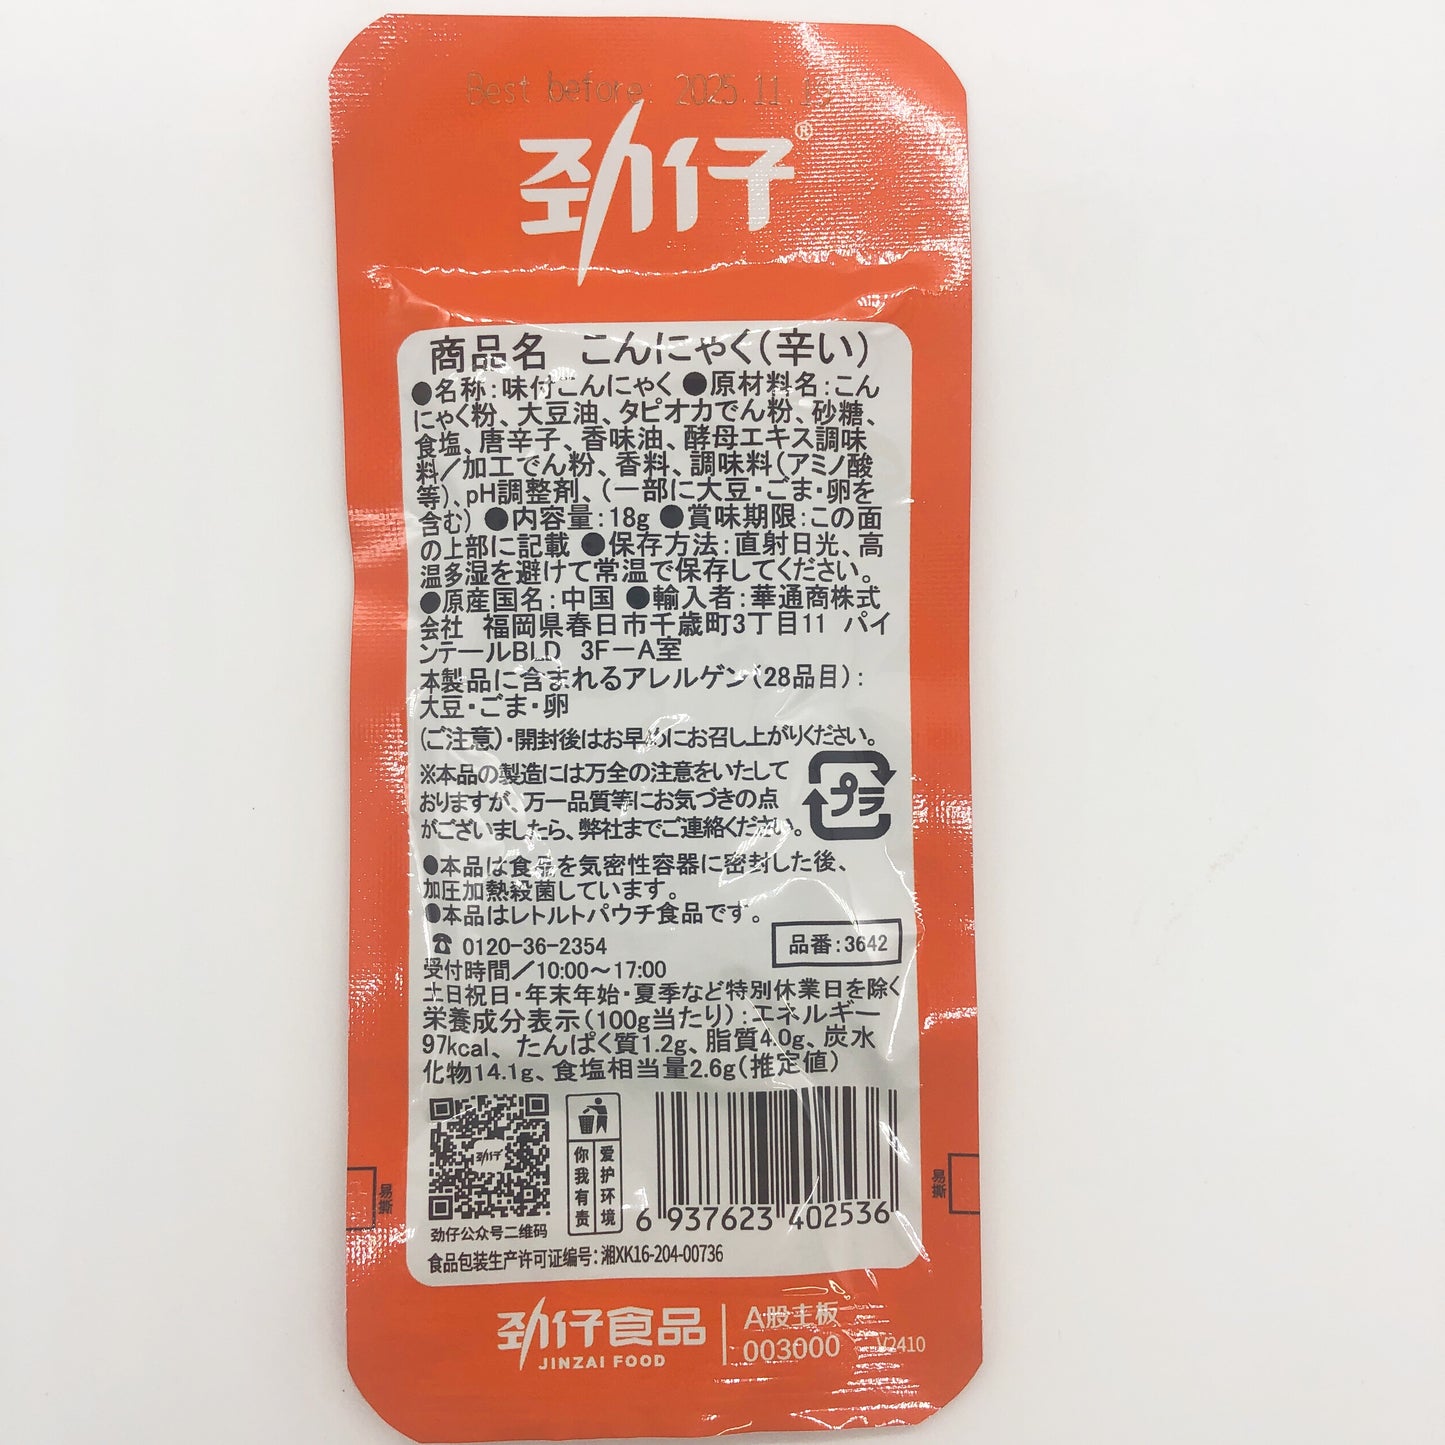 Best before: 2025.11.19
劲仔®
商品名 こんにゃく(辛い)
●名称:味付こんにゃく ●原材料名:こん
にゃく粉、大豆油、タピオカでん粉、砂糖、
食塩、唐辛子、香味油、酵母エキス調味
料/加工でん粉、香料、調味料(アミノ酸
等)、pH調整剤、(一部に大豆・ごま・卵を
含む) ●内容量:18g ●賞味期限:この面
の上部に記載 ●保存方法:直射日光、高
温多湿を避けて常温で保存してください。
●原産国名:中国 ●輸入者:華通商株式
会社 福岡県春日市千歳町3丁目11 パイ
ンテールBLD 3F-A室
本製品に含まれるアレルゲン(28品目):
大豆・ごま・卵
(ご注意)・開封後はお早めにお召し上がりください。
※本品の製造には万全の注意をいたして
おりますが、万一品質等にお気づきの点
がございましたら、弊社までご連絡ください。
プラ
●本品は食品を気密性容器に密封した後、
加圧加熱殺菌しています。
●本品はレトルトパウチ食品です。
☎ 0120-36-2354
品番:3642
受付時間/10:00~17:00
土日祝日・年末年始・夏季など特別休業日を除く
栄養成分表示(100g当たり):エネルギー
97kcal、たんぱく質1.2g、脂質4.0g、炭水
化物14.1g、食塩相当量2.6g(推定値)
劲仔
爱护环境
你我有责
易撕
易撕
6 937623 402536
劲仔公众号二维码
食品包装生产许可证编号:湘XK16-204-00736
劲仔食品
JINZAI FOOD
A股主板
003000
V2410